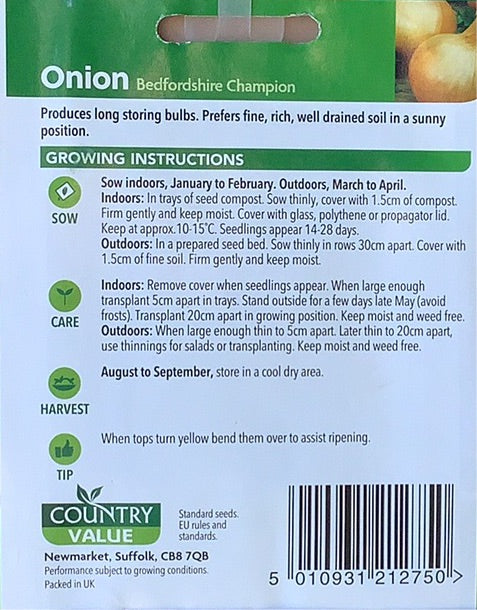 Onion Bedfordshire Champion
Produces long storing bulbs. Prefers fine, rich, well drained soil in a sunny
position.
GROWING INSTRUCTIONS
SOW
Sow indoors, January to February. Outdoors, March to April.
Indoors: In trays of seed compost. Sow thinly, cover with 1.5cm of compost.
Firm gently and keep moist. Cover with glass, polythene or propagator lid.
Keep at approx.10-15°C. Seedlings appear 14-28 days.
Outdoors: In a prepared seed bed. Sow thinly in rows 30cm apart. Cover with
1.5cm of fine soil. Firm gently and keep moist.
CARE
Indoors: Remove cover when seedlings appear. When large enough
transplant 5cm apart in trays. Stand outside for a few days late May (avoid
frosts). Transplant 20cm apart in growing position. Keep moist and weed free.
Outdoors: When large enough thin to 5cm apart. Later thin to 20cm apart,
use thinnings for salads or transplanting. Keep moist and weed free.
HARVEST
August to September, store in a cool dry area.
TIP
When tops turn yellow bend them over to assist ripening.
COUNTRY
VALUE
Standard seeds.
EU rules and
standards.
Newmarket, Suffolk, CB8 7QB
Performance subject to growing conditions.
Packed in UK
5 010931 212750 >